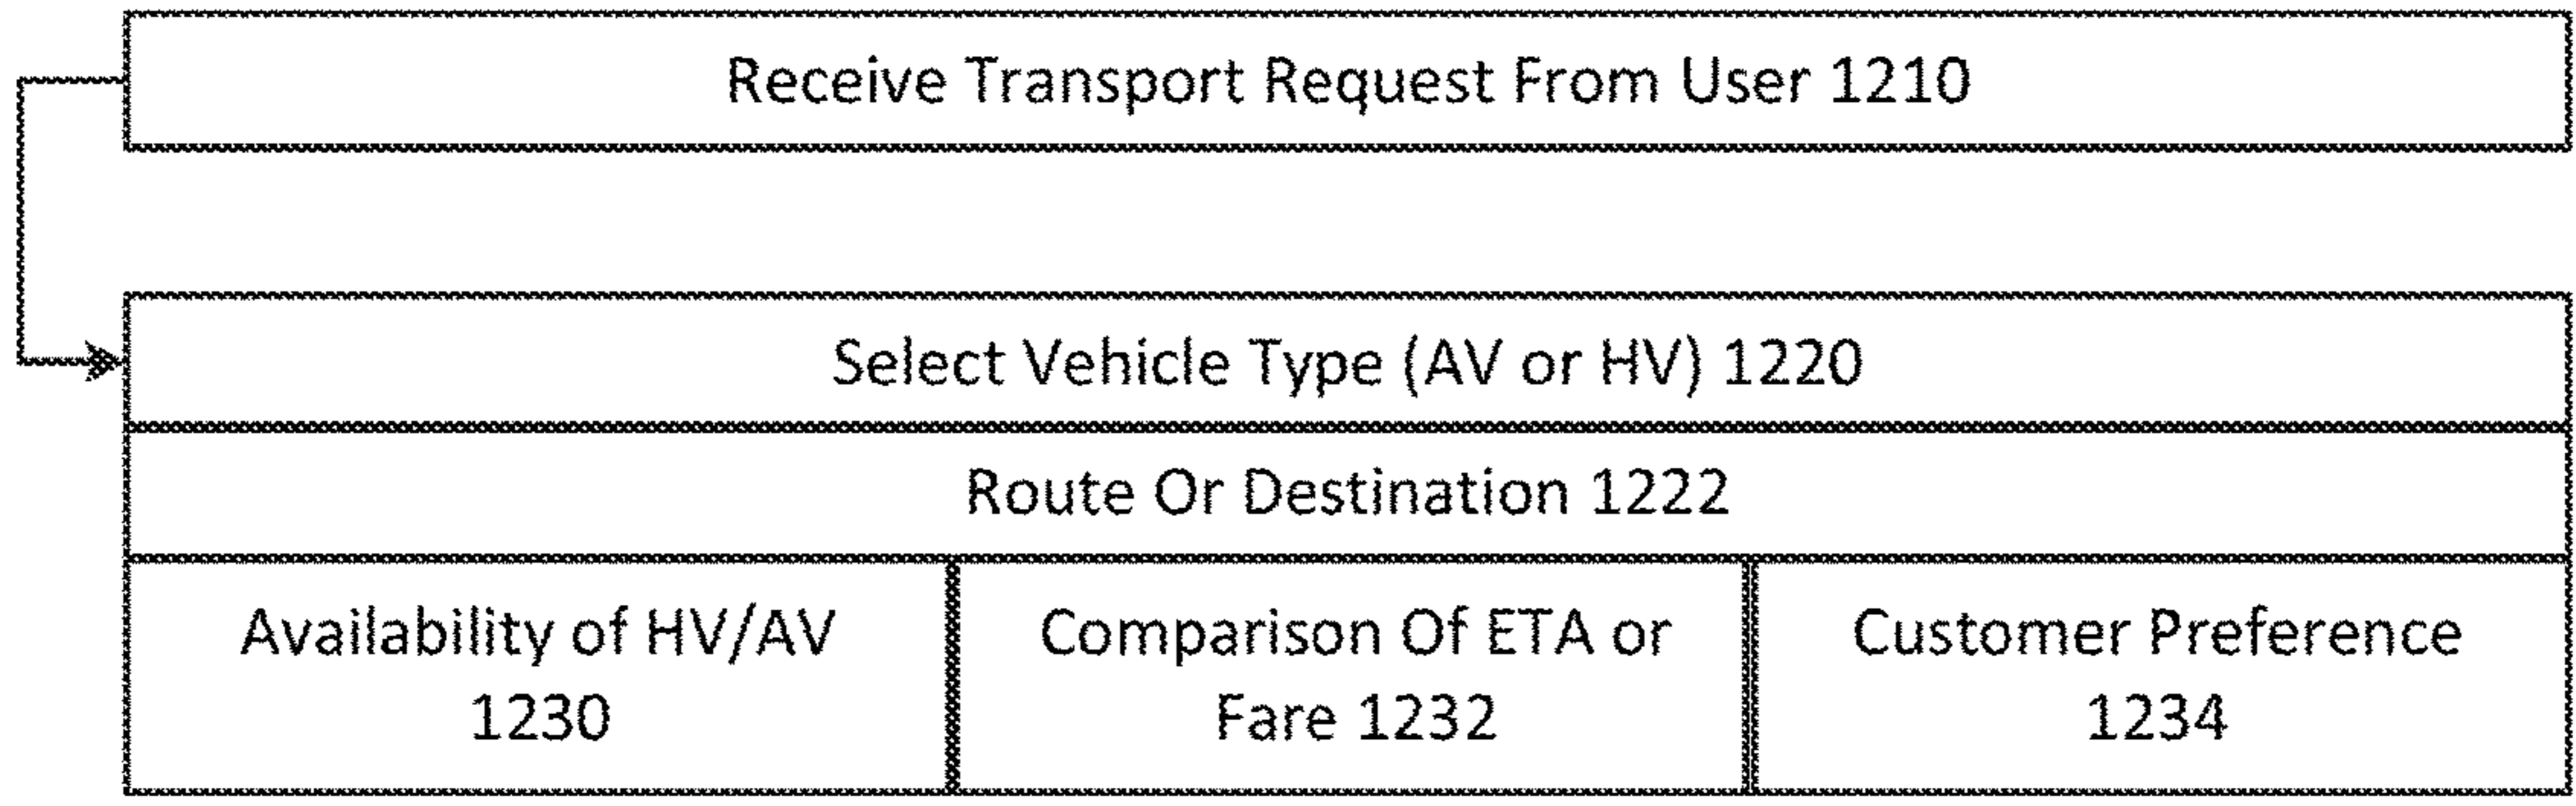 Receive Transport Request From User 1210
Select Vehicle Type (AV or HV) 1220
Route Or Destination 1222
Availability of HV/AV
1230
Comparison Of ETA or
Fare 1232
Customer Preference
1234